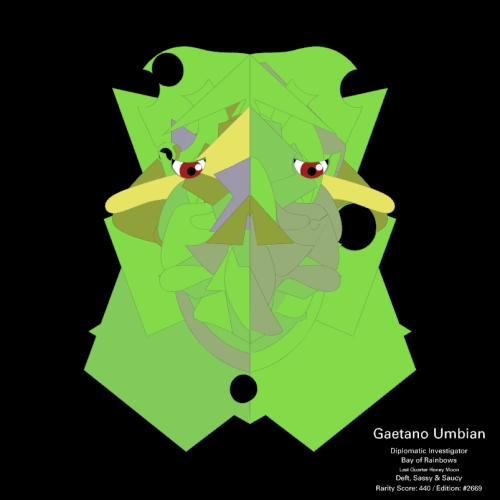 Gaetano Umbian
Diplomatic Investigator
Bay of Rainbows
Last Quarter Honey Moon
Deft, Sassy & Saucy
Rarity Score: 440 / Edition: #2669